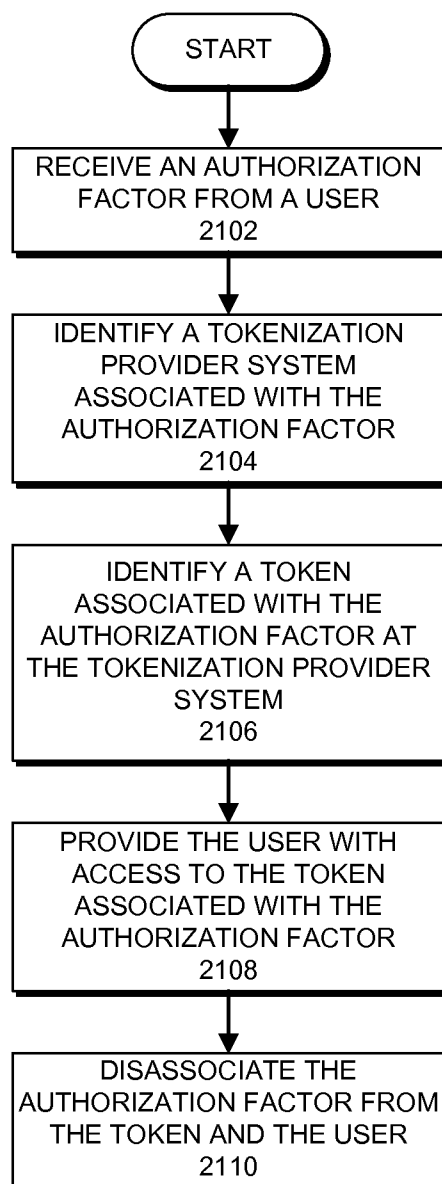 START
RECEIVE AN AUTHORIZATION
FACTOR FROM A USER
2102
IDENTIFY A TOKENIZATION
PROVIDER SYSTEM
ASSOCIATED WITH THE
AUTHORIZATION FACTOR
2104
IDENTIFY A TOKEN
ASSOCIATED WITH THE
AUTHORIZATION FACTOR AT
THE TOKENIZATION PROVIDER
SYSTEM
2106
PROVIDE THE USER WITH
ACCESS TO THE TOKEN
ASSOCIATED WITH THE
AUTHORIZATION FACTOR
2108
DISASSOCIATE THE
AUTHORIZATION FACTOR FROM
THE TOKEN AND THE USER
2110